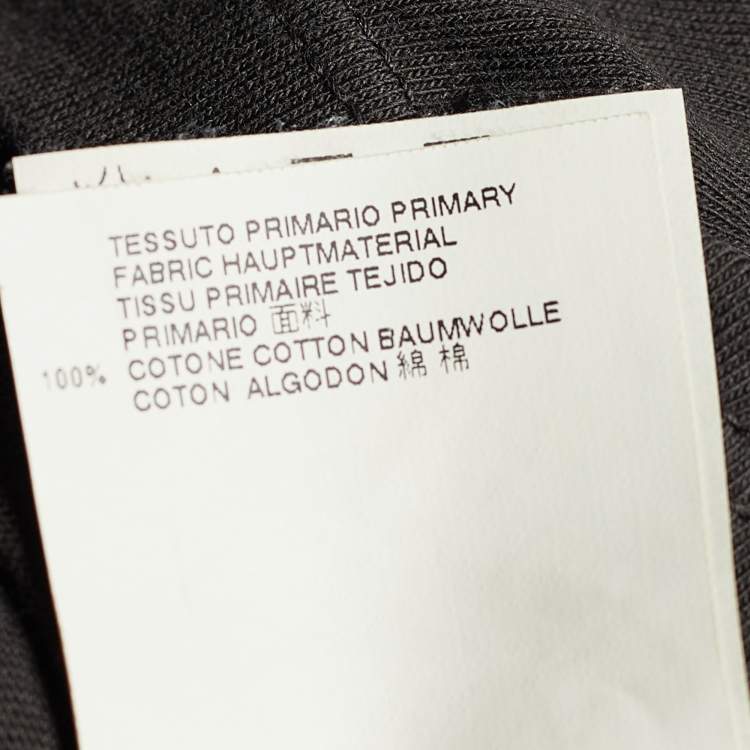 TESSUTO PRIMARIO PRIMARY
FABRIC HAUPTMATERIAL
TISSU PRIMAIRE TEJIDO
PRIMARIO 面料
100% COTONE COTTON BAUMWOLLE
COTON ALGODON 綿 棉